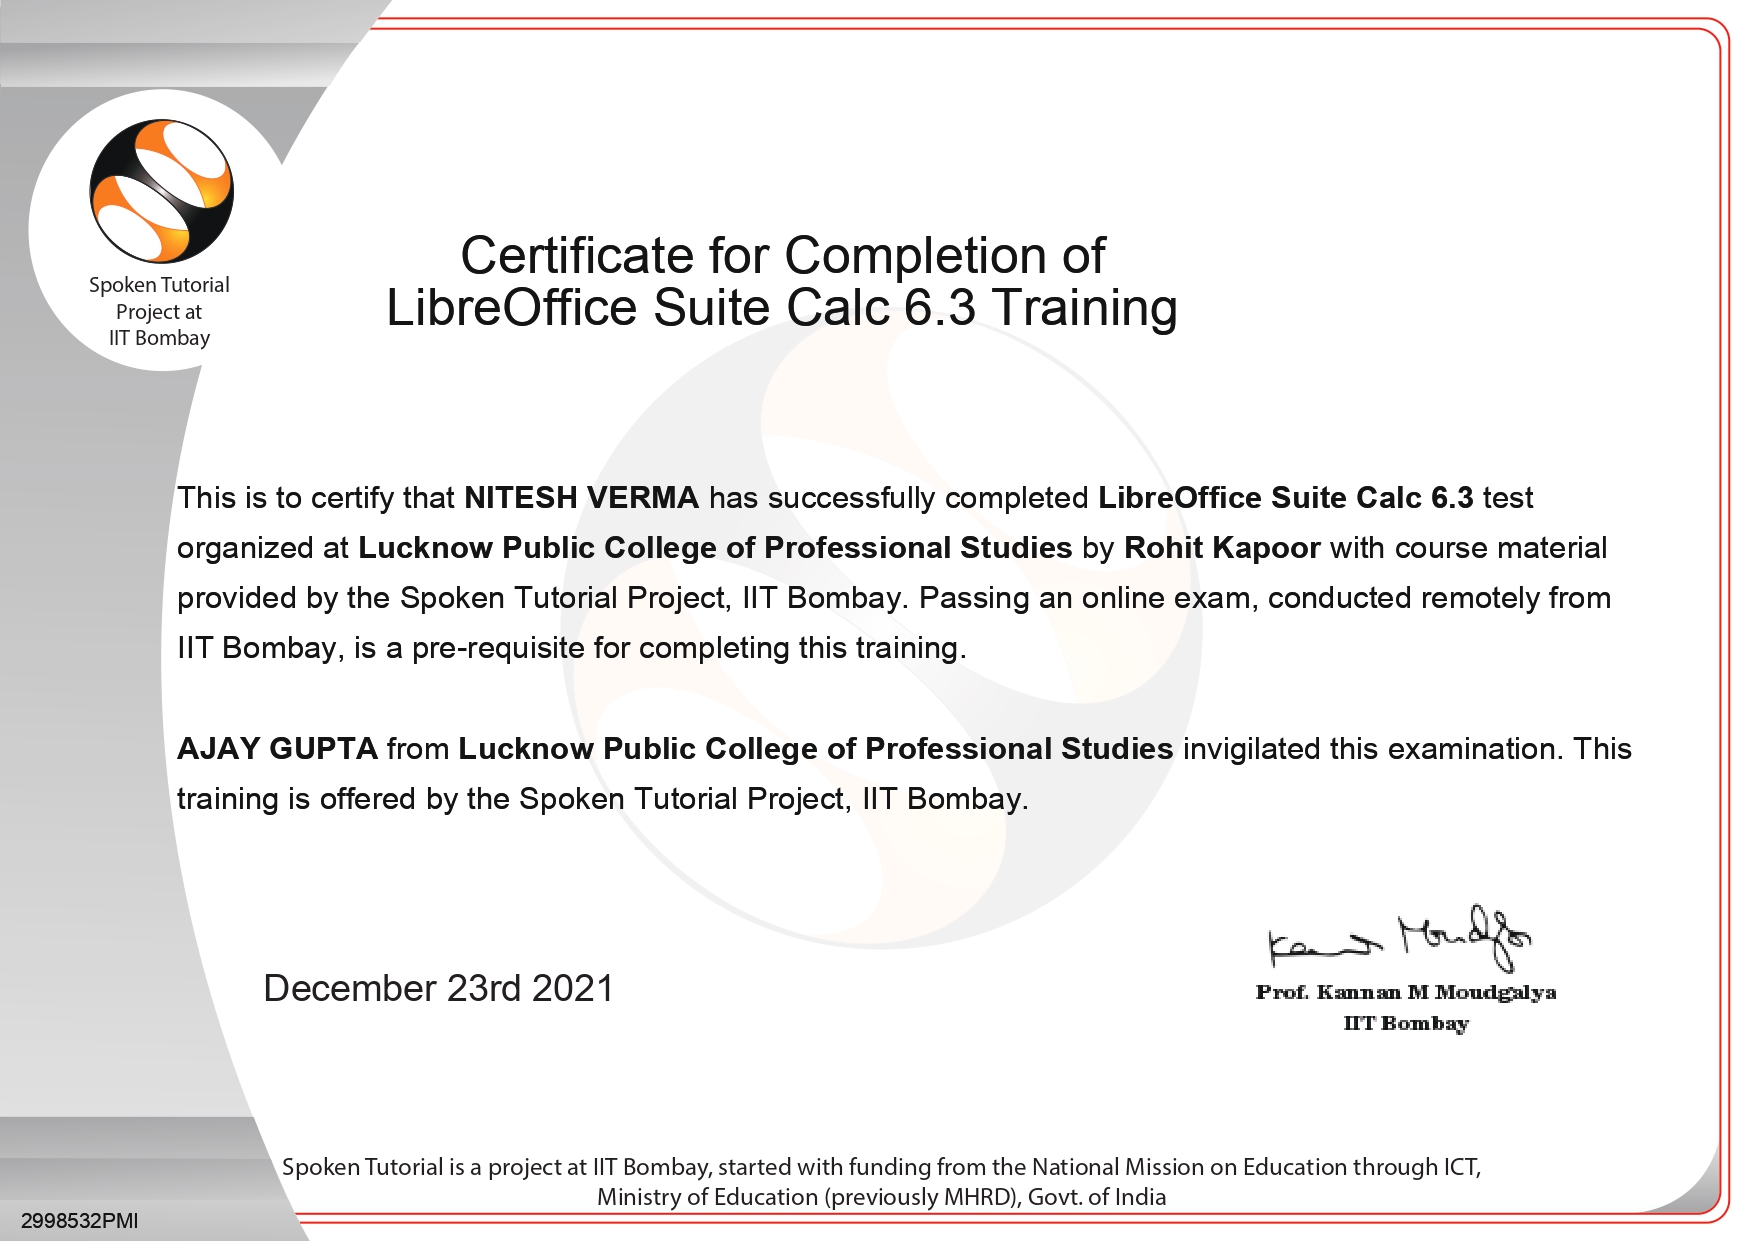 Spoken Tutorial
Project at
IIT Bombay
Certificate for Completion of
LibreOffice Suite Calc 6.3 Training
This is to certify that NITESH VERMA has successfully completed LibreOffice Suite Calc 6.3 test
organized at Lucknow Public College of Professional Studies by Rohit Kapoor with course material
provided by the Spoken Tutorial Project, IIT Bombay. Passing an online exam, conducted remotely from
IIT Bombay, is a pre-requisite for completing this training.
AJAY GUPTA from Lucknow Public College of Professional Studies invigilated this examination. This
training is offered by the Spoken Tutorial Project, IIT Bombay.
December 23rd 2021
Kannan Moudgalya
Prof. Kannan M Moudgalya
IIT Bombay
Spoken Tutorial is a project at IIT Bombay, started with funding from the National Mission on Education through ICT,
Ministry of Education (previously MHRD), Govt. of India
2998532PMI